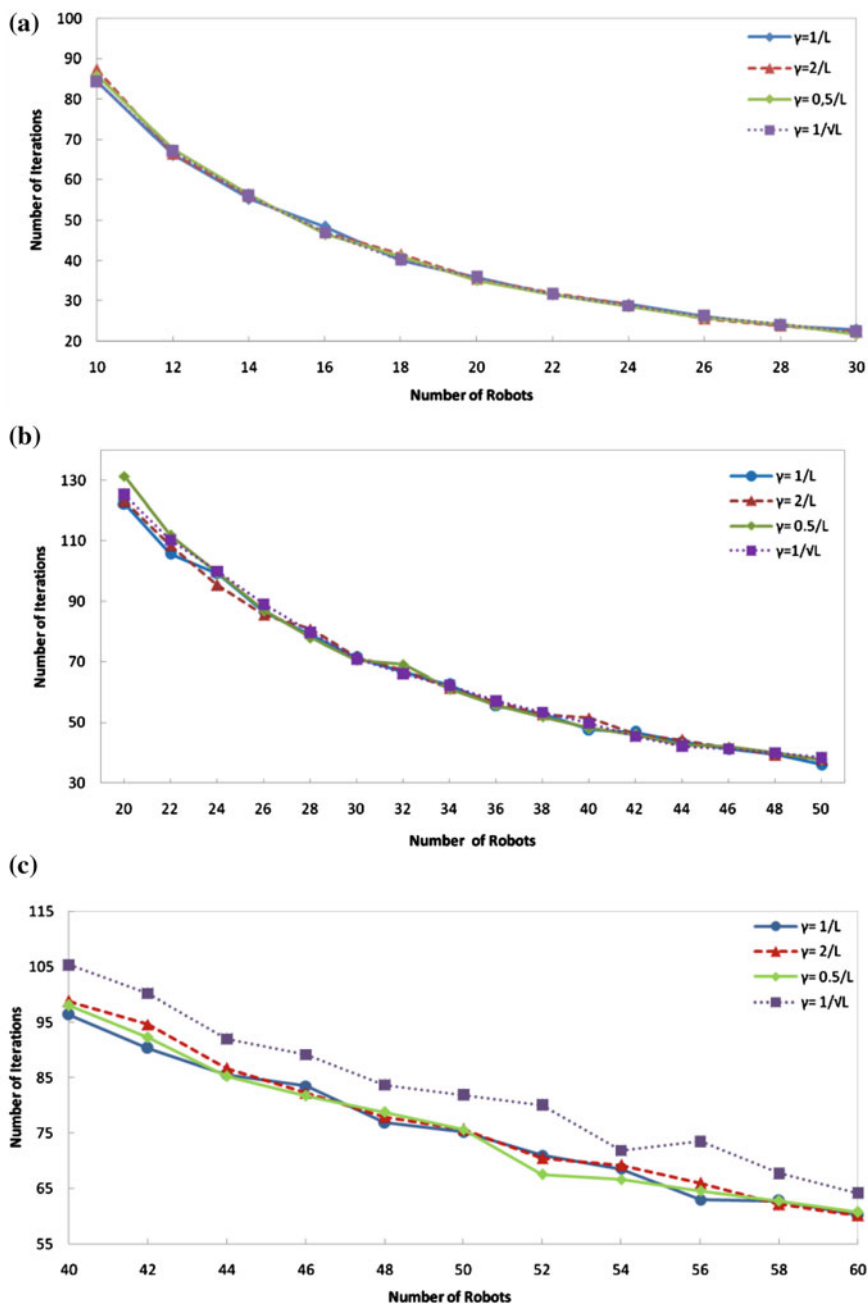 (a)
100
90
80
70
60
50
40
30
20
Number of Iterations
10 12 14 16 18 20 22 24 26 28 30
Number of Robots
γ=1/L
γ=2/L
γ= 0,5/L
γ= 1/√L
(b)
130
110
90
70
50
30
Number of Iterations
20 22 24 26 28 30 32 34 36 38 40 42 44 46 48 50
Number of Robots
γ= 1/L
γ= 2/L
γ= 0.5/L
γ=1/√L
(c)
115
105
95
85
75
65
55
Number of Iterations
40 42 44 46 48 50 52 54 56 58 60
Number of Robots
γ= 1/L
γ= 2/L
γ= 0.5/L
γ= 1/√L